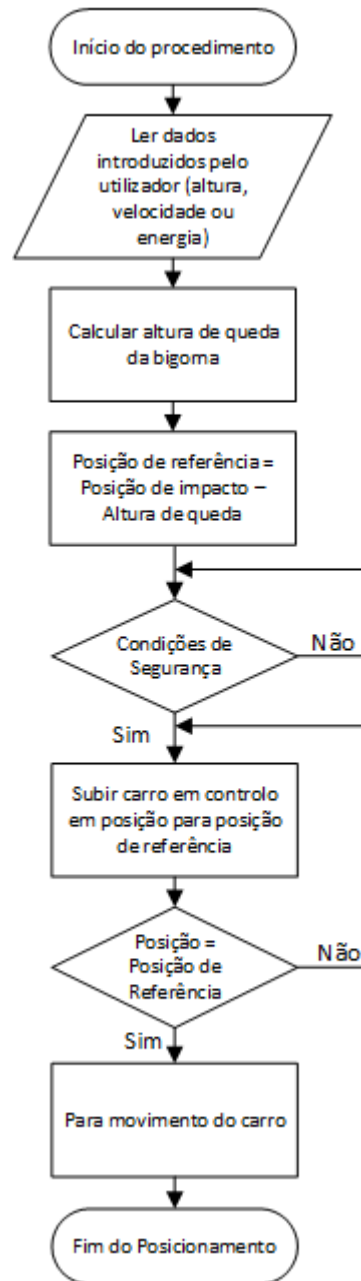 Início do procedimento
Ler dados
introduzidos pelo
utilizador (altura,
velocidade ou
energia)
Calcular altura de queda
da bigorna
Posição de referência =
Posição de impacto –
Altura de queda
Condições de
Segurança
Não
Sim
Subir carro em controlo
em posição para posição
de referência
Posição =
Posição de
Referência
Não
Sim
Para movimento do carro
Fim do Posicionamento